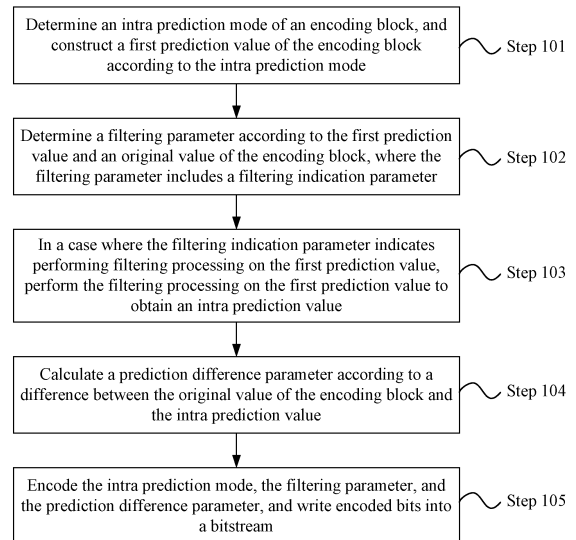 Determine an intra prediction mode of an encoding block, and
construct a first prediction value of the encoding block
according to the intra prediction mode
Step 101
Determine a filtering parameter according to the first prediction
value and an original value of the encoding block, where the
filtering parameter includes a filtering indication parameter
Step 102
In a case where the filtering indication parameter indicates
performing filtering processing on the first prediction value,
perform the filtering processing on the first prediction value to
obtain an intra prediction value
Step 103
Calculate a prediction difference parameter according to a
difference between the original value of the encoding block and
the intra prediction value
Step 104
Encode the intra prediction mode, the filtering parameter, and
the prediction difference parameter, and write encoded bits into
a bitstream
Step 105